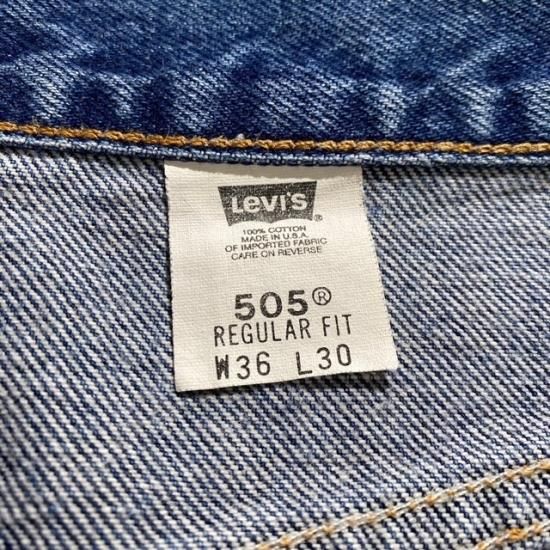 Levi's ®
100% COTTON
MADE IN U.S.A.
OF IMPORTED FABRIC
CARE ON REVERSE
505®
REGULAR FIT
W36 L30